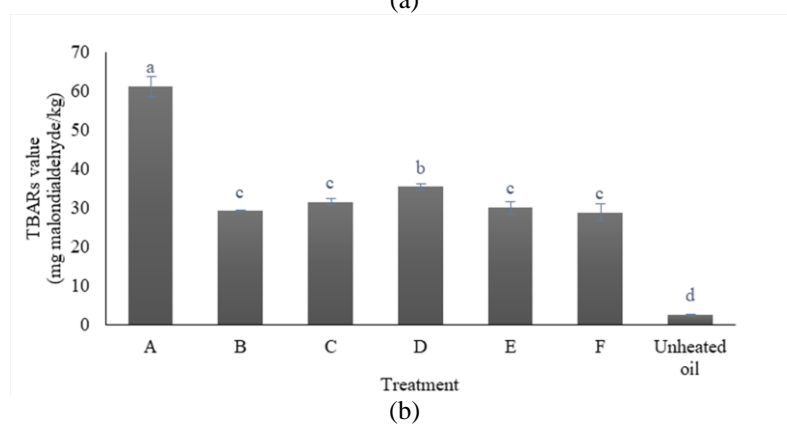 (a)
70
60
50
40
30
20
10
0
TBARs value
(mg malondialdehyde/kg)
a
c
c
b
c
c
d
A B C D E F Unheated
oil
Treatment
(b)